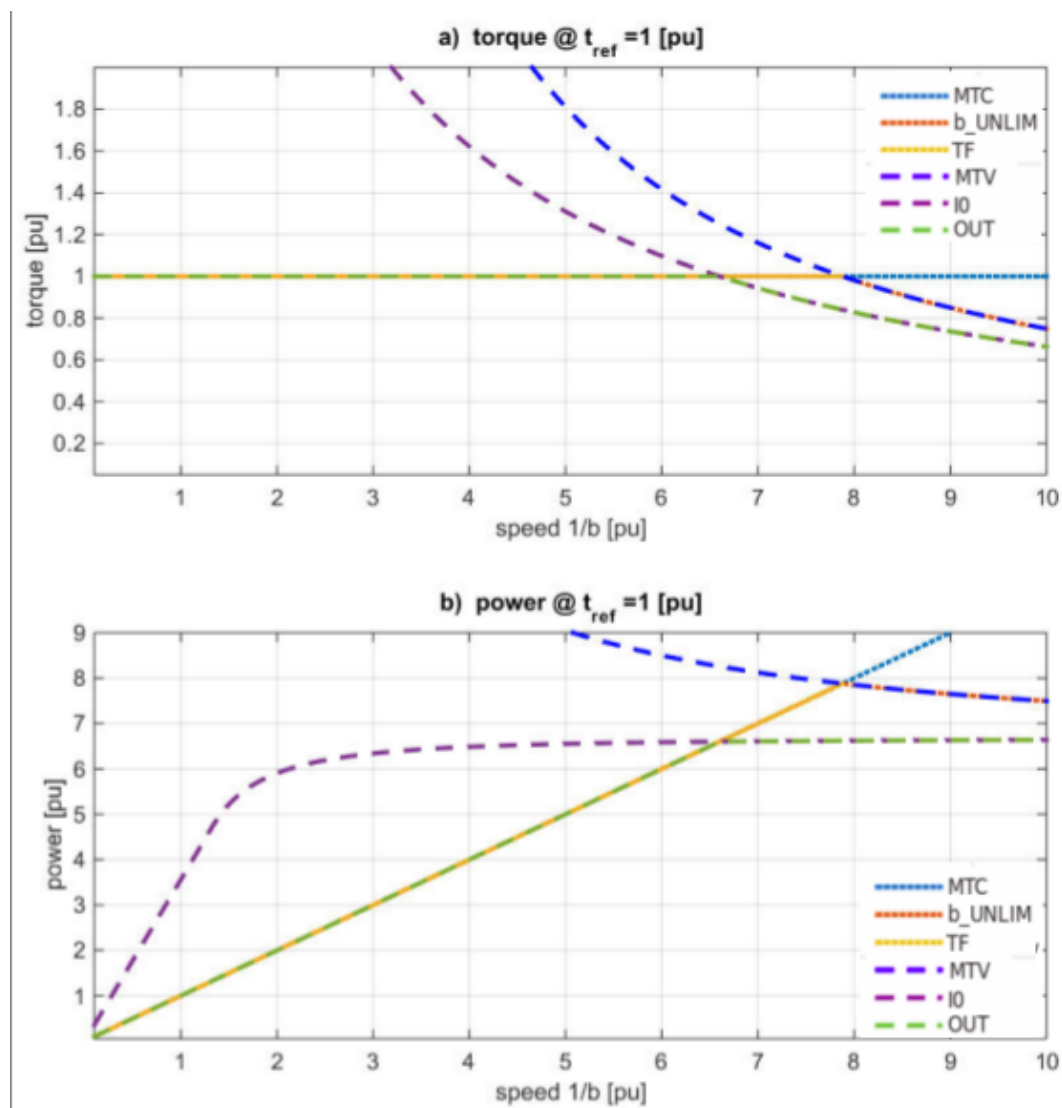 a) torque @ t_ref =1 [pu]
1.8
1.6
1.4
1.2
1
0.8
0.6
0.4
0.2
torque [pu]
MTC
b_UNLIM
TF
MTV
I0
OUT
1 2 3 4 5 6 7 8 9 10
speed 1/b [pu]
b) power @ t_ref =1 [pu]
9
8
7
6
5
4
3
2
1
power [pu]
MTC
b_UNLIM
TF
MTV
I0
OUT
1 2 3 4 5 6 7 8 9 10
speed 1/b [pu]